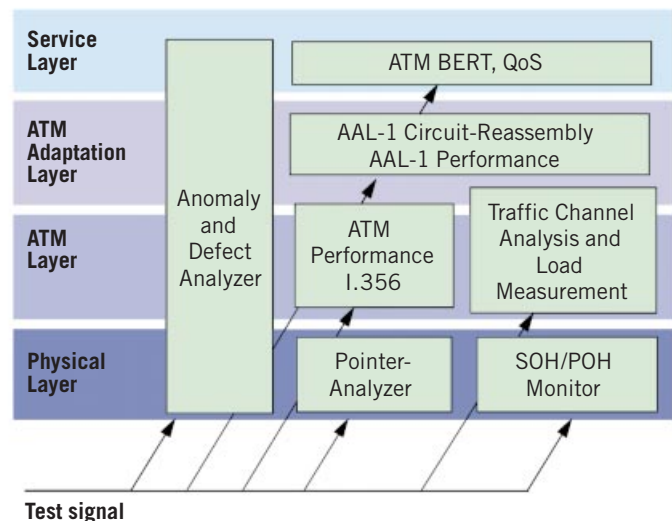 Service
Layer
ATM BERT, QoS
ATM
Adaptation
Layer
AAL-1 Circuit-Reassembly
AAL-1 Performance
Anomaly
and
Defect
Analyzer
ATM
Layer
ATM
Performance
I.356
Traffic Channel
Analysis and
Load
Measurement
Physical
Layer
Pointer-
Analyzer
SOH/POH
Monitor
Test signal